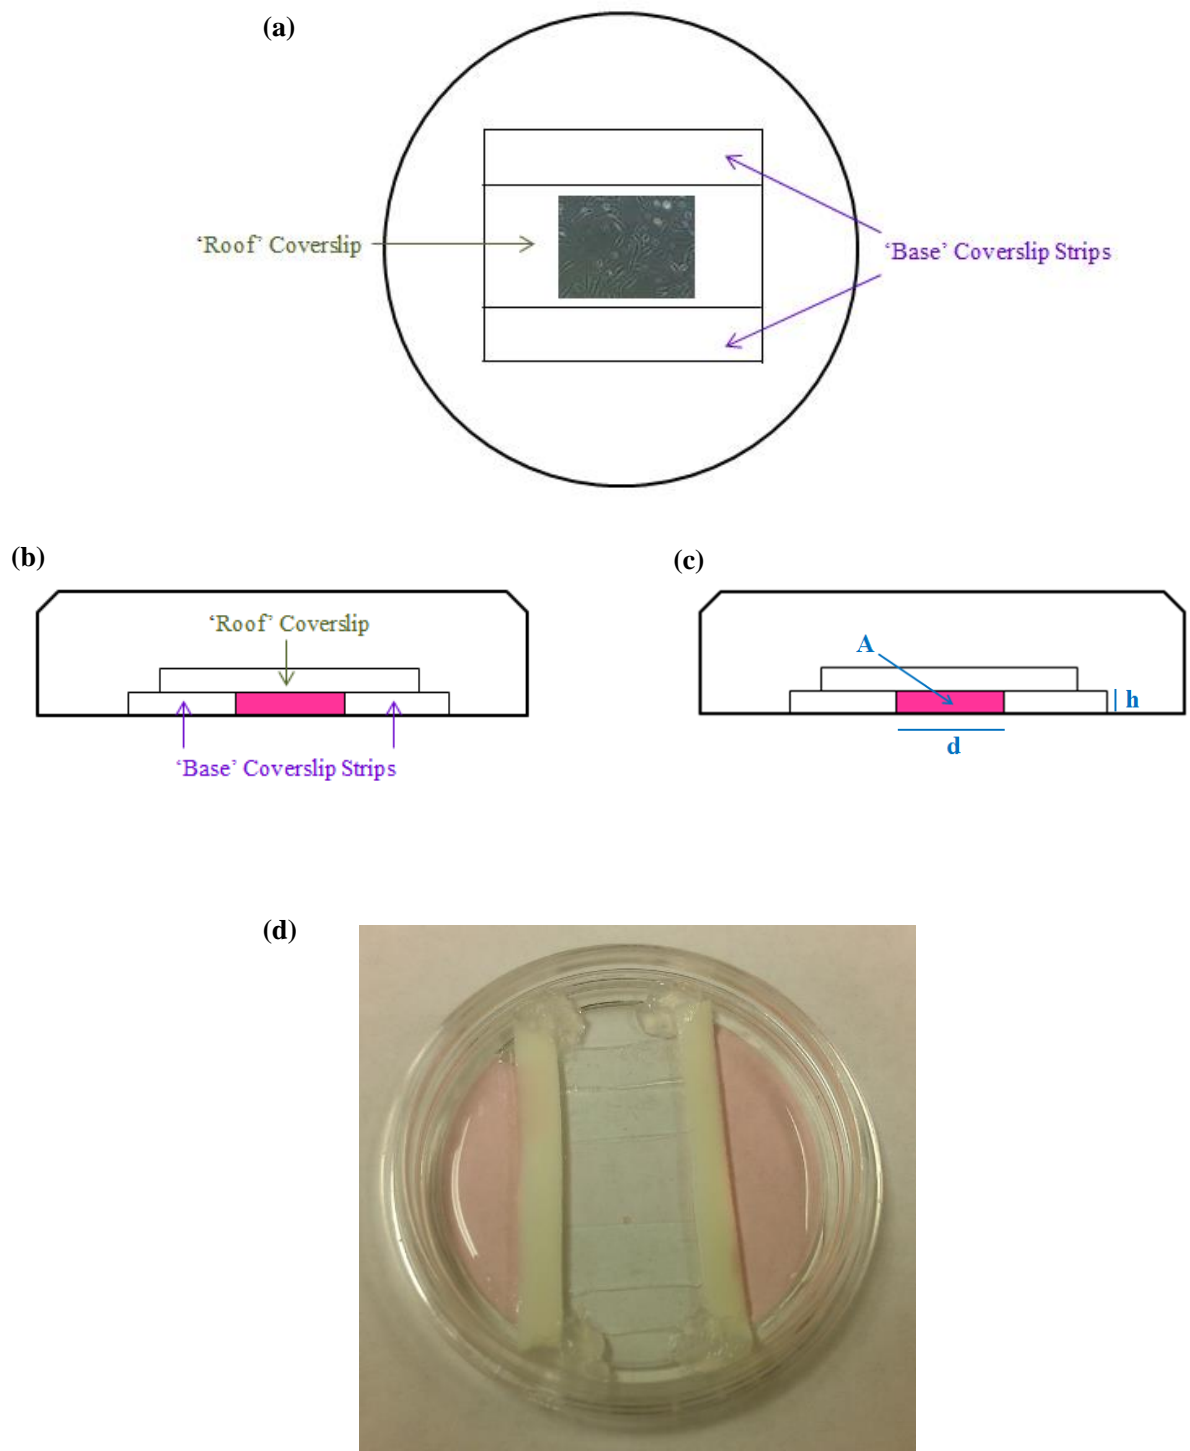 (a)
‘Roof’ Coverslip
‘Base’ Coverslip Strips
(b)
‘Roof’ Coverslip
‘Base’ Coverslip Strips
(c)
A
h
d
(d)